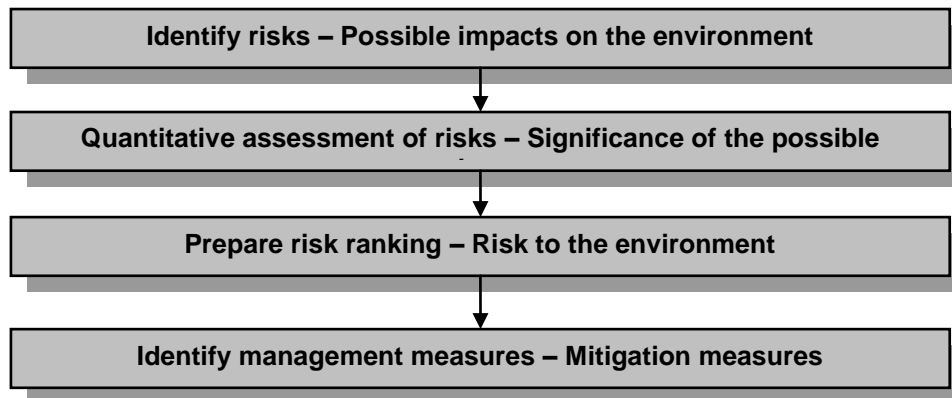 Identify risks – Possible impacts on the environment
Quantitative assessment of risks – Significance of the possible
Prepare risk ranking – Risk to the environment
Identify management measures – Mitigation measures